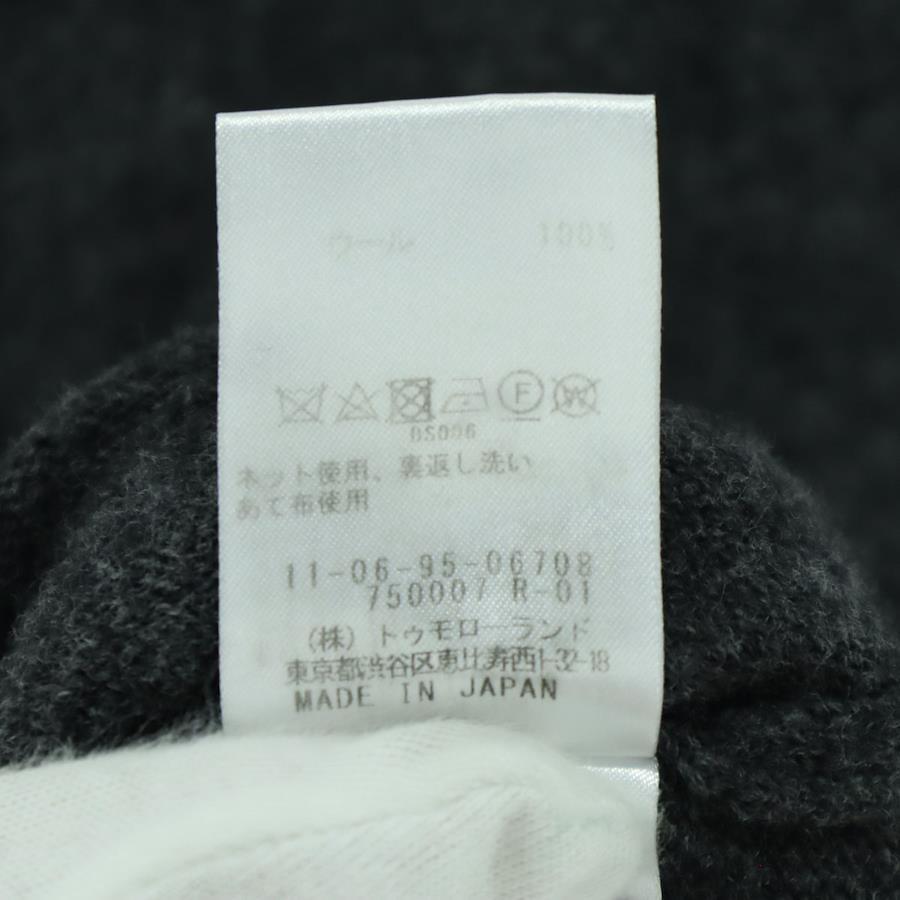 ウール 100%
F W
DS006
ネット使用、裏返し洗い
あて布使用
11-06-95-06708
750007 R-01
(株) トゥモローランド
東京都渋谷区恵比寿西1-32-18
MADE IN JAPAN